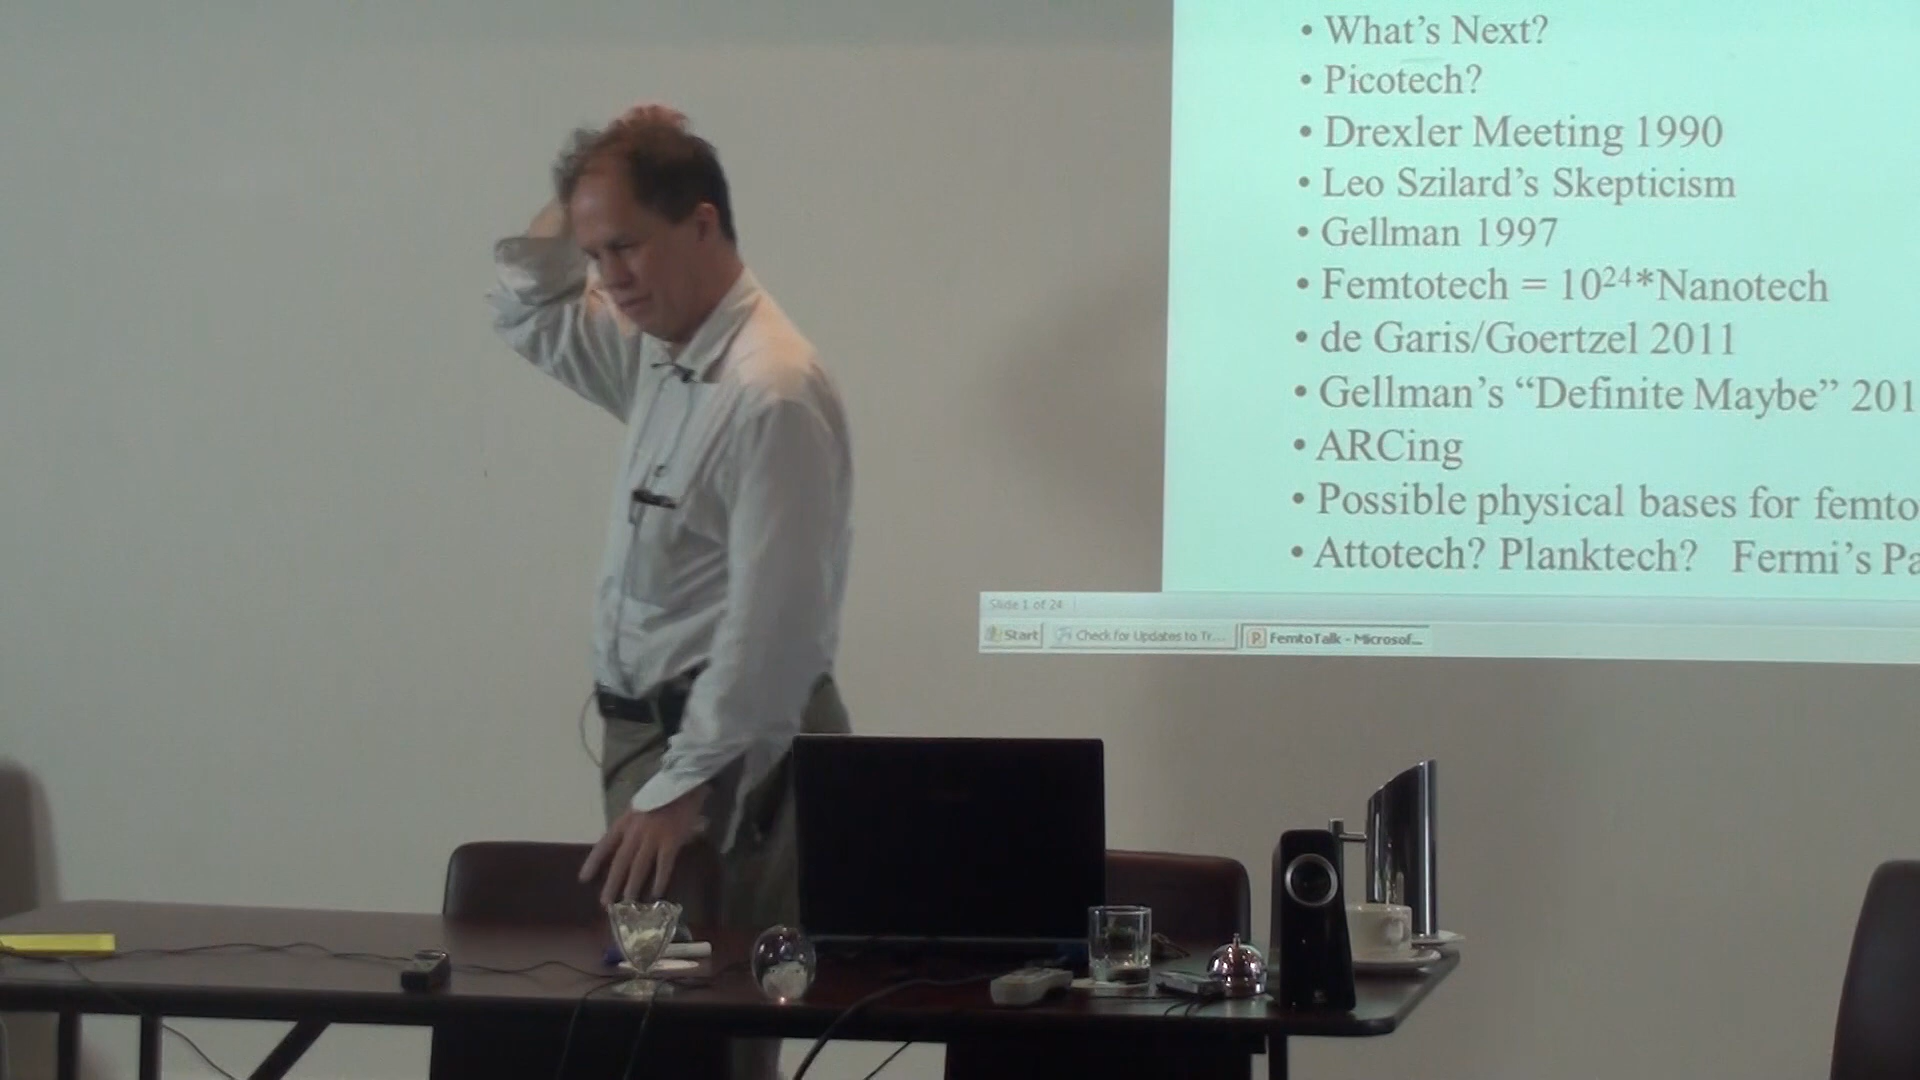 • What's Next?
• Picotech?
• Drexler Meeting 1990
• Leo Szilard's Skepticism
• Gellman 1997
• Femtotech = 10²⁴*Nanotech
• de Garis/Goertzel 2011
• Gellman's “Definite Maybe” 201
• ARCing
• Possible physical bases for femto
• Attotech? Planktech? Fermi's Pa
Slide 1 of 24
Start Check for Updates to Tr... FemtoTalk - Microsof...